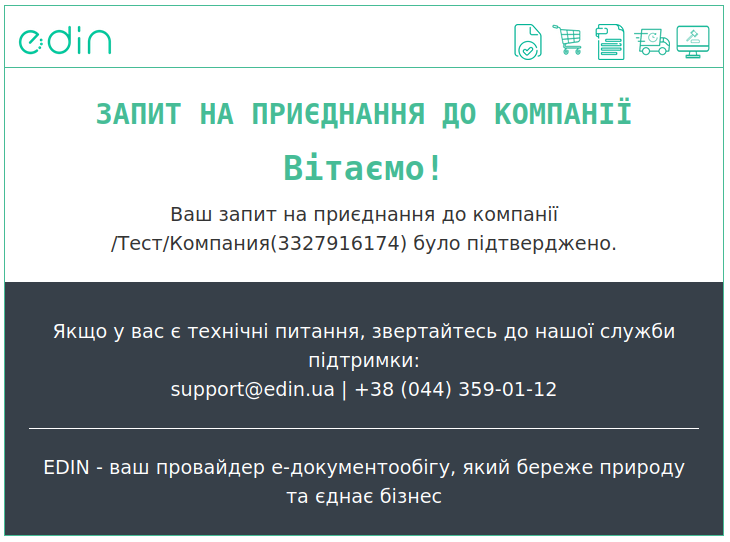 edin
ЗАПИТ НА ПРИЄДНАННЯ ДО КОМПАНІЇ
Вітаємо!
Ваш запит на приєднання до компанії
/Тест/Компания(3327916174) було підтверджено.
Якщо у вас є технічні питання, звертайтесь до нашої служби
підтримки:
support@edin.ua | +38 (044) 359-01-12
EDIN - ваш провайдер е-документообігу, який береже природу
та єднає бізнес